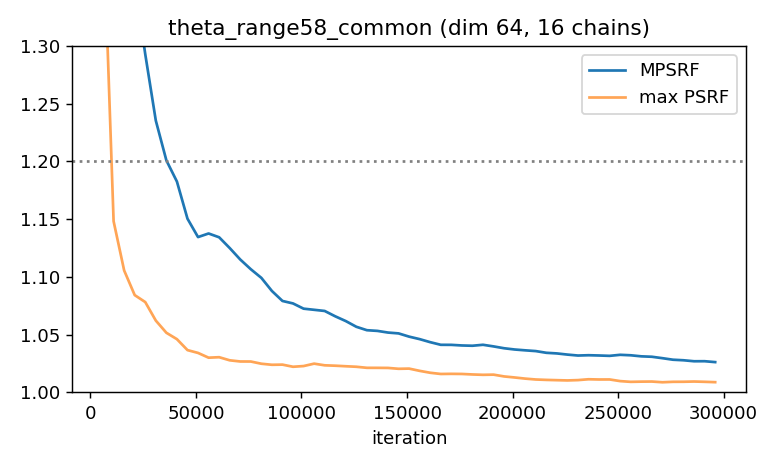 theta_range58_common (dim 64, 16 chains)
1.30
1.25
1.20
1.15
1.10
1.05
1.00
MPSRF
max PSRF
0 50000 100000 150000 200000 250000 300000
iteration